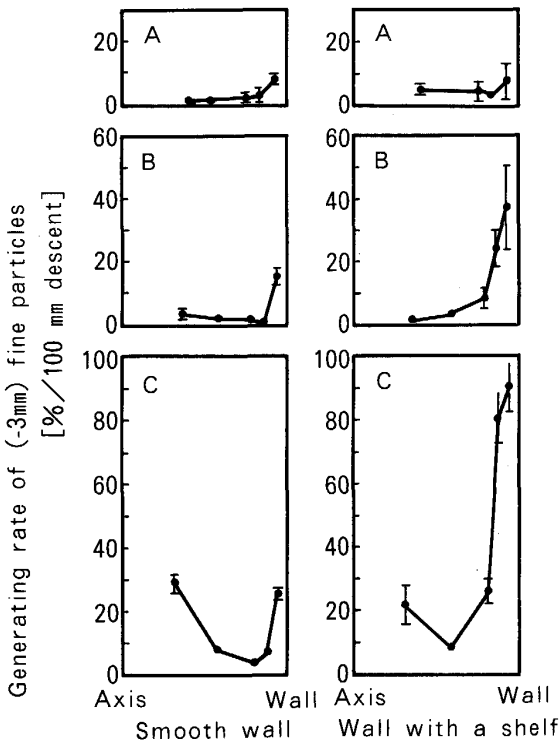 Generating rate of (-3mm) fine particles
[%/100 mm descent]
A
20
0
A
B
60
40
20
0
B
60
40
20
0
C
100
80
60
40
20
0
C
100
80
60
40
20
0
20
0
Axis Wall
Smooth wall
Axis Wall
Wall with a shelf